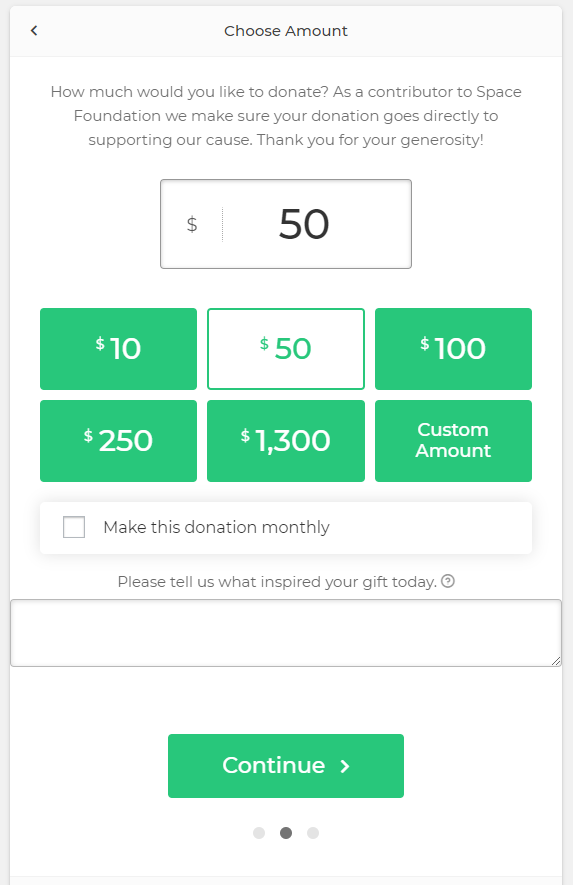 Choose Amount
How much would you like to donate? As a contributor to Space
Foundation we make sure your donation goes directly to
supporting our cause. Thank you for your generosity!
$ 50
$ 10
$ 50
$ 100
$ 250
$ 1,300
Custom
Amount
Make this donation monthly
Please tell us what inspired your gift today. ?
Continue